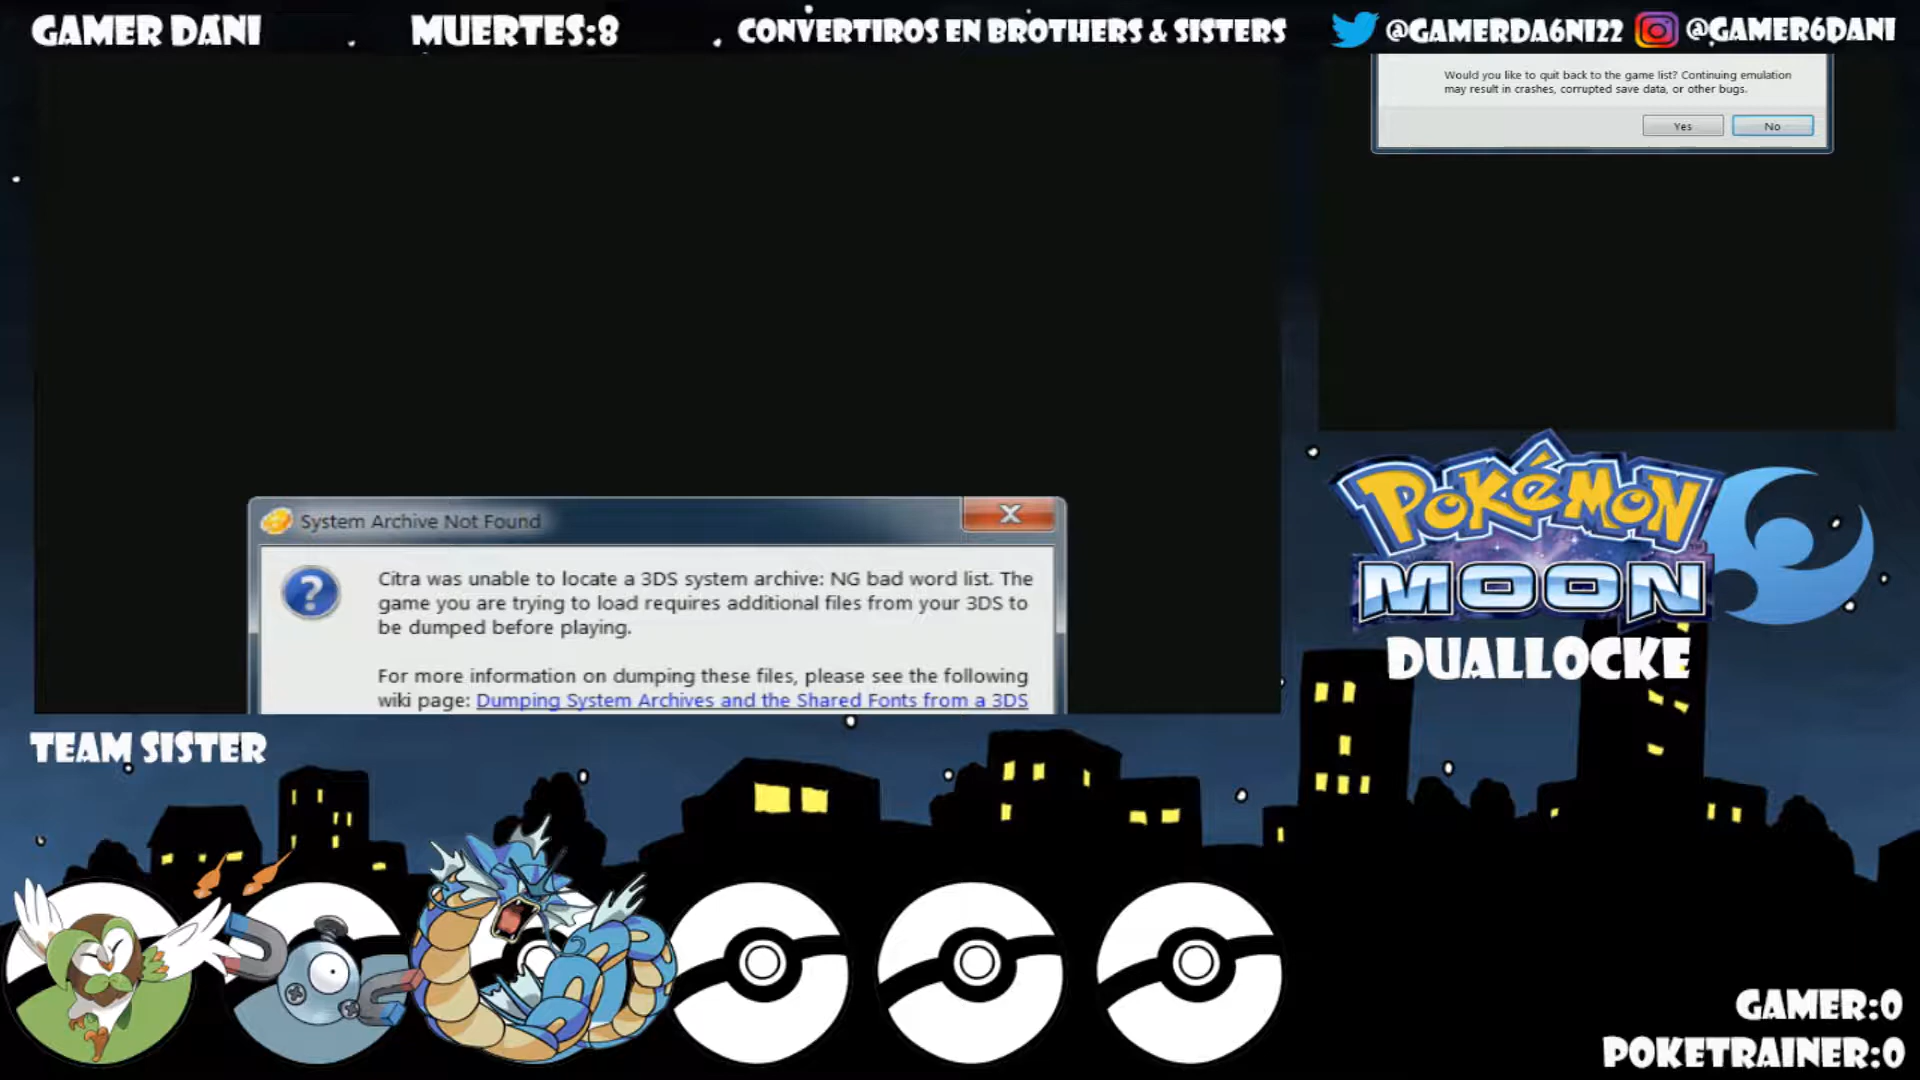 GAMER DANI
MUERTES:8
CONVERTIROS EN BROTHERS & SISTERS
@GAMERDA6NI22
@GAMER6DANI
Would you like to quit back to the game list? Continuing emulation
may result in crashes, corrupted save data, or other bugs.
Yes
No
System Archive Not Found
X
Citra was unable to locate a 3DS system archive: NG bad word list. The
game you are trying to load requires additional files from your 3DS to
be dumped before playing.
For more information on dumping these files, please see the following
wiki page: Dumping System Archives and the Shared Fonts from a 3DS
POKéMON
MOON
DUALLOCKE
TEAM SISTER
GAMER:0
POKETRAINER:0